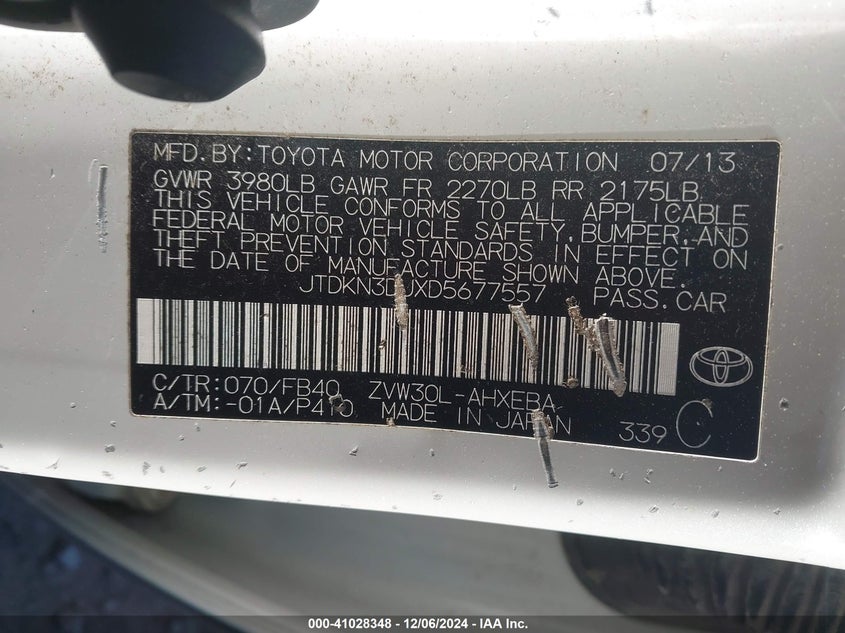 MFD.BY:TOYOTA MOTOR CORPORATION 07/13
GVWR 3980LB GAWR FR 2270LB RR 2175LB
THIS VEHICLE CONFORMS TO ALL APPLICABLE
FEDERAL MOTOR VEHICLE SAFETY, BUMPER, AND
THEFT PREVENTION STANDARDS IN EFFECT ON
THE DATE OF MANUFACTURE SHOWN ABOVE.
JTDKN3DUXD5677557 PASS.CAR
C/TR:070/FB40 ZVW30L-AHXEBA
A/TM:-01A/P410 MADE IN JAPAN
339 C
000-41028348 - 12/06/2024 - IAA Inc.